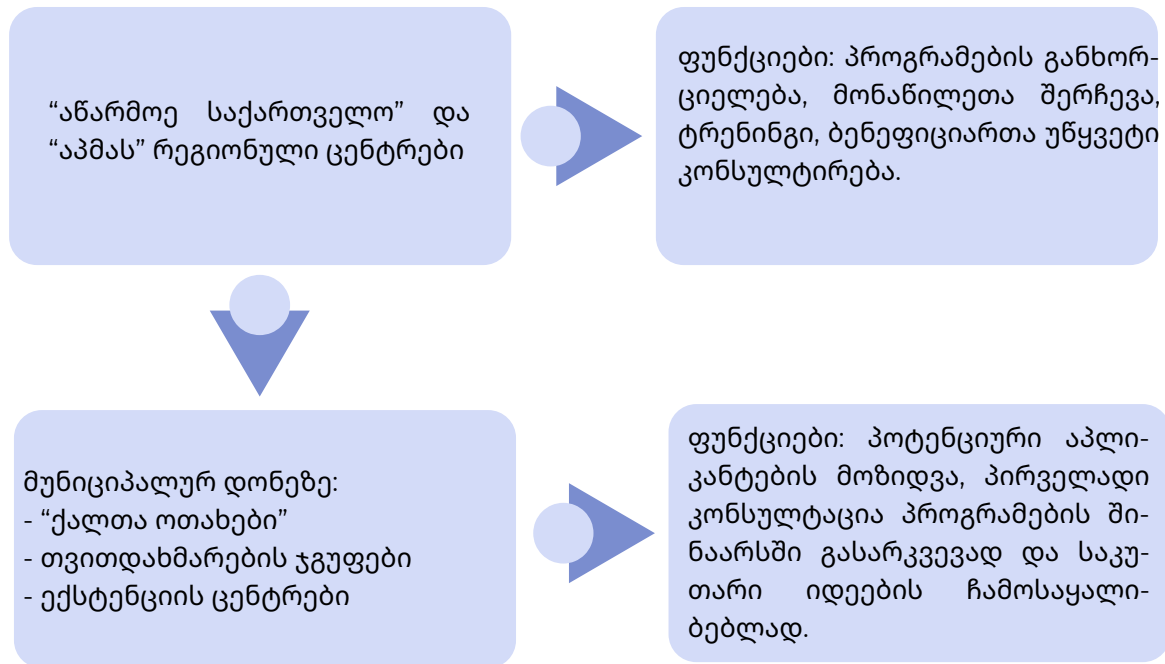 “აწარმოე საქართველო” და
“აპმას” რეგიონული ცენტრები
ფუნქციები: პროგრამების განხორ-
ციელება, მონაწილეთა შერჩევა,
ტრენინგი, ბენეფიციართა უწყვეტი
კონსულტირება.
მუნიციპალურ დონეზე:
- “ქალთა ოთახები”
- თვითდახმარების ჯგუფები
- ექსტენციის ცენტრები
ფუნქციები: პოტენციური აპლი-
კანტების მოზიდვა, პირველადი
კონსულტაცია პროგრამების ში-
ნაარსში გასარკვევად და საკუ-
თარი იდეების ჩამოსაყალი-
ბებლად.